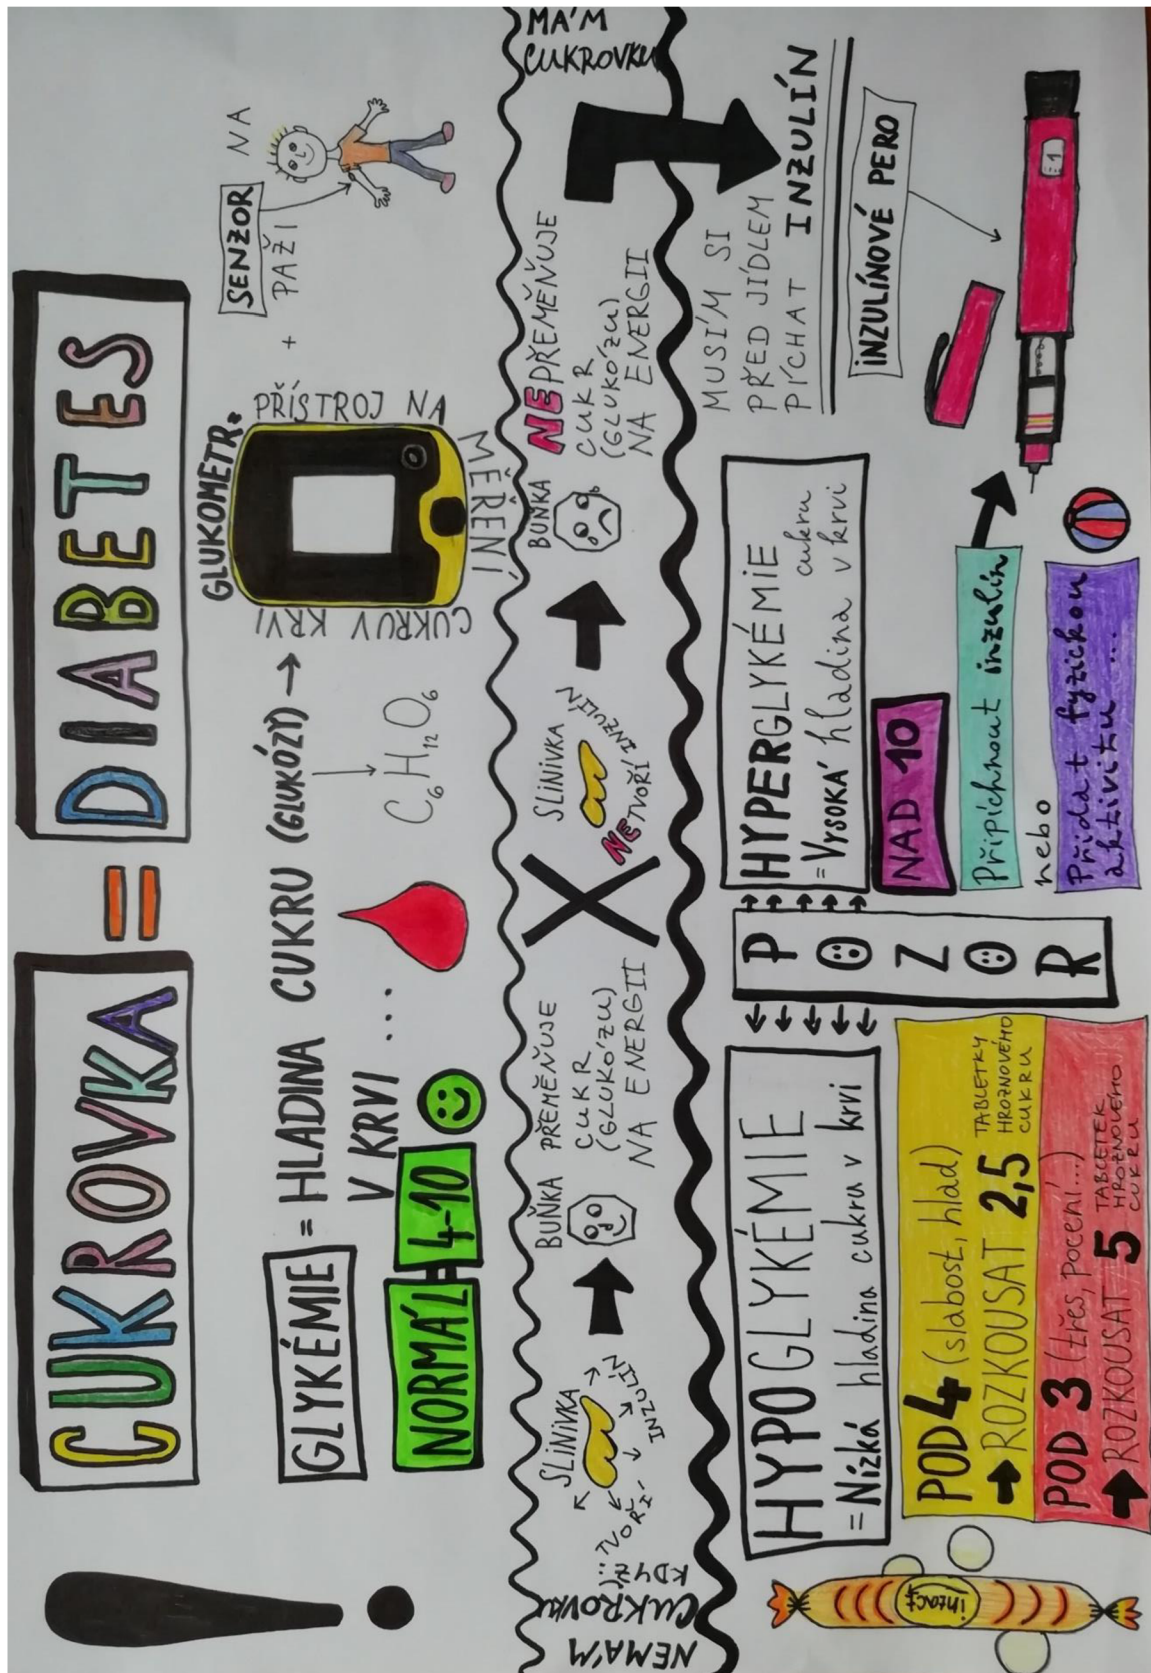 CUKROVKA = DIABETES
GLYKÉMIE = HLADINA CUKRU (GLUKÓZY) →
V KRVI ...
C6H12O6
NORMÁL = 4-10
GLUKOMETR =
PŘÍSTROJ NA
MĚŘENÍ
CUKRU V KRVI
+
SENZOR NA
PAŽI
NEMÁM
CUKROVKU
KDYŽ...
SLINIVKA
TVOŘÍ
INZULÍN
BUŇKA PŘEMĚŇUJE
CUKR
(GLUKÓZU)
NA ENERGII
SLINIVKA
NETVOŘÍ INZULÍN
BUŇKA NEPŘEMĚŇUJE
CUKR
(GLUKÓZU)
NA ENERGII
MÁM
CUKROVKU
HYPOGLYKÉMIE
= Nízká hladina cukru v krvi
POD 4 (slabost, hlad)
→ ROZKOUSAT 2,5 TABLETKY
HROZNOVÉHO
CUKRU
POD 3 (třes, pocení...)
→ ROZKOUSAT 5 TABLETEK
HROZNOVÉHO
CUKRU
intact
POZOR
HYPERGLYKÉMIE
= VYSOKÁ hladina cukru v krvi
NAD 10
Připíchnout inzulín
nebo
Přidat fyzickou
aktivitu...
MUSÍM SI
PŘED JÍDLEM
PÍCHAT INZULÍN
INZULÍNOVÉ PERO
1